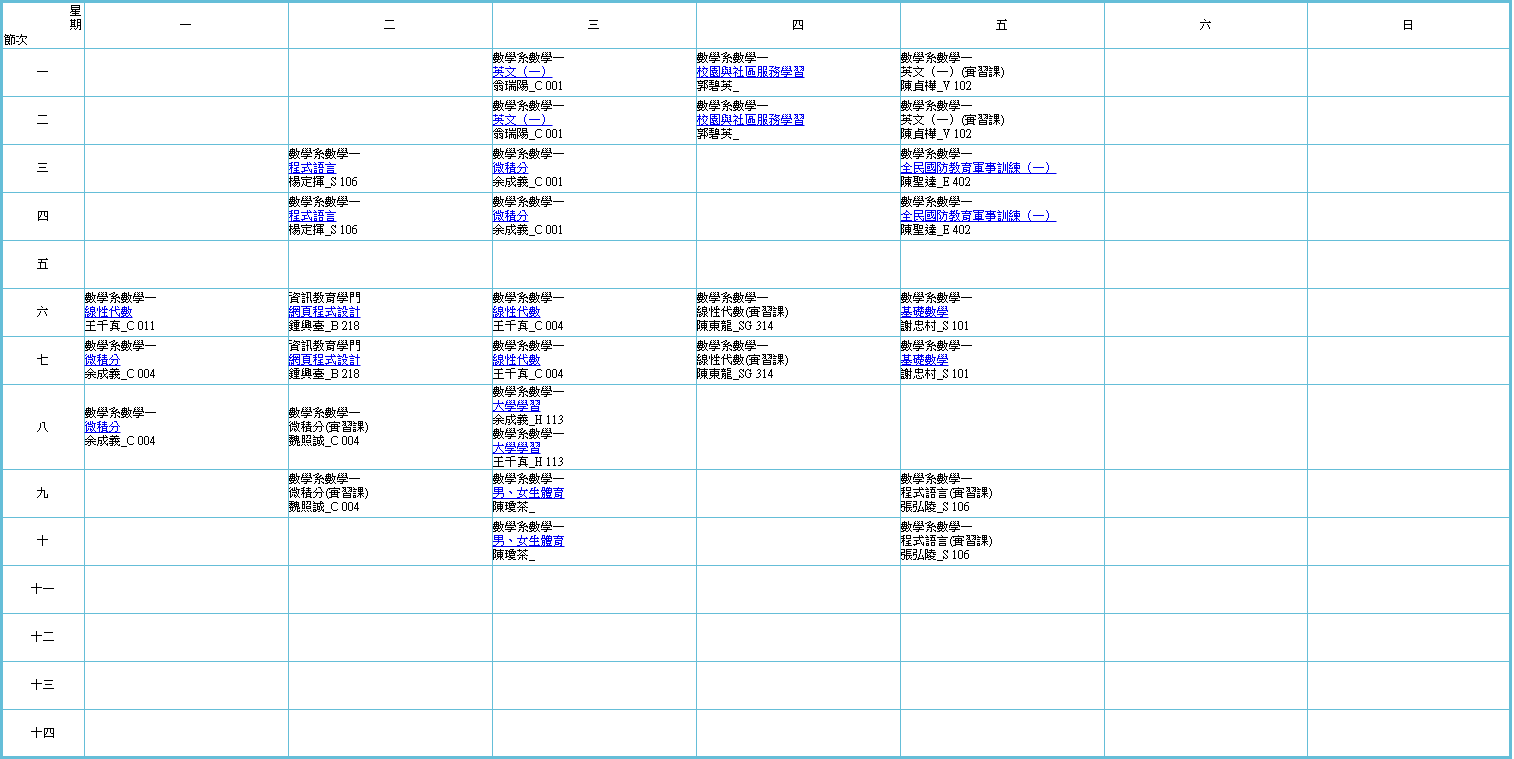 星
期
節次
一
二
三
四
五
六
日
一
數學系數學一
英文（一）
翁瑞陽_C 001
數學系數學一
校園與社區服務學習
郭碧英_
數學系數學一
英文（一）(實習課)
陳貞樺_V 102
二
數學系數學一
英文（一）
翁瑞陽_C 001
數學系數學一
校園與社區服務學習
郭碧英_
數學系數學一
英文（一）(實習課)
陳貞樺_V 102
三
數學系數學一
程式語言
楊定揮_S 106
數學系數學一
微積分
余成義_C 001
數學系數學一
全民國防教育軍事訓練（一）
陳聖達_E 402
四
數學系數學一
程式語言
楊定揮_S 106
數學系數學一
微積分
余成義_C 001
數學系數學一
全民國防教育軍事訓練（一）
陳聖達_E 402
五
六
數學系數學一
線性代數
王千真_C 011
資訊教育學門
網頁程式設計
鍾興臺_B 218
數學系數學一
線性代數
王千真_C 004
數學系數學一
線性代數(實習課)
陳東龍_SG 314
數學系數學一
基礎數學
謝忠村_S 101
七
數學系數學一
微積分
余成義_C 004
資訊教育學門
網頁程式設計
鍾興臺_B 218
數學系數學一
線性代數
王千真_C 004
數學系數學一
線性代數(實習課)
陳東龍_SG 314
數學系數學一
基礎數學
謝忠村_S 101
八
數學系數學一
微積分
余成義_C 004
數學系數學一
微積分(實習課)
魏照誠_C 004
數學系數學一
大學學習
余成義_H 113
數學系數學一
大學學習
王千真_H 113
九
數學系數學一
微積分(實習課)
魏照誠_C 004
數學系數學一
男、女生體育
陳瓊茶_
數學系數學一
程式語言(實習課)
張弘陵_S 106
十
數學系數學一
男、女生體育
陳瓊茶_
數學系數學一
程式語言(實習課)
張弘陵_S 106
十一
十二
十三
十四